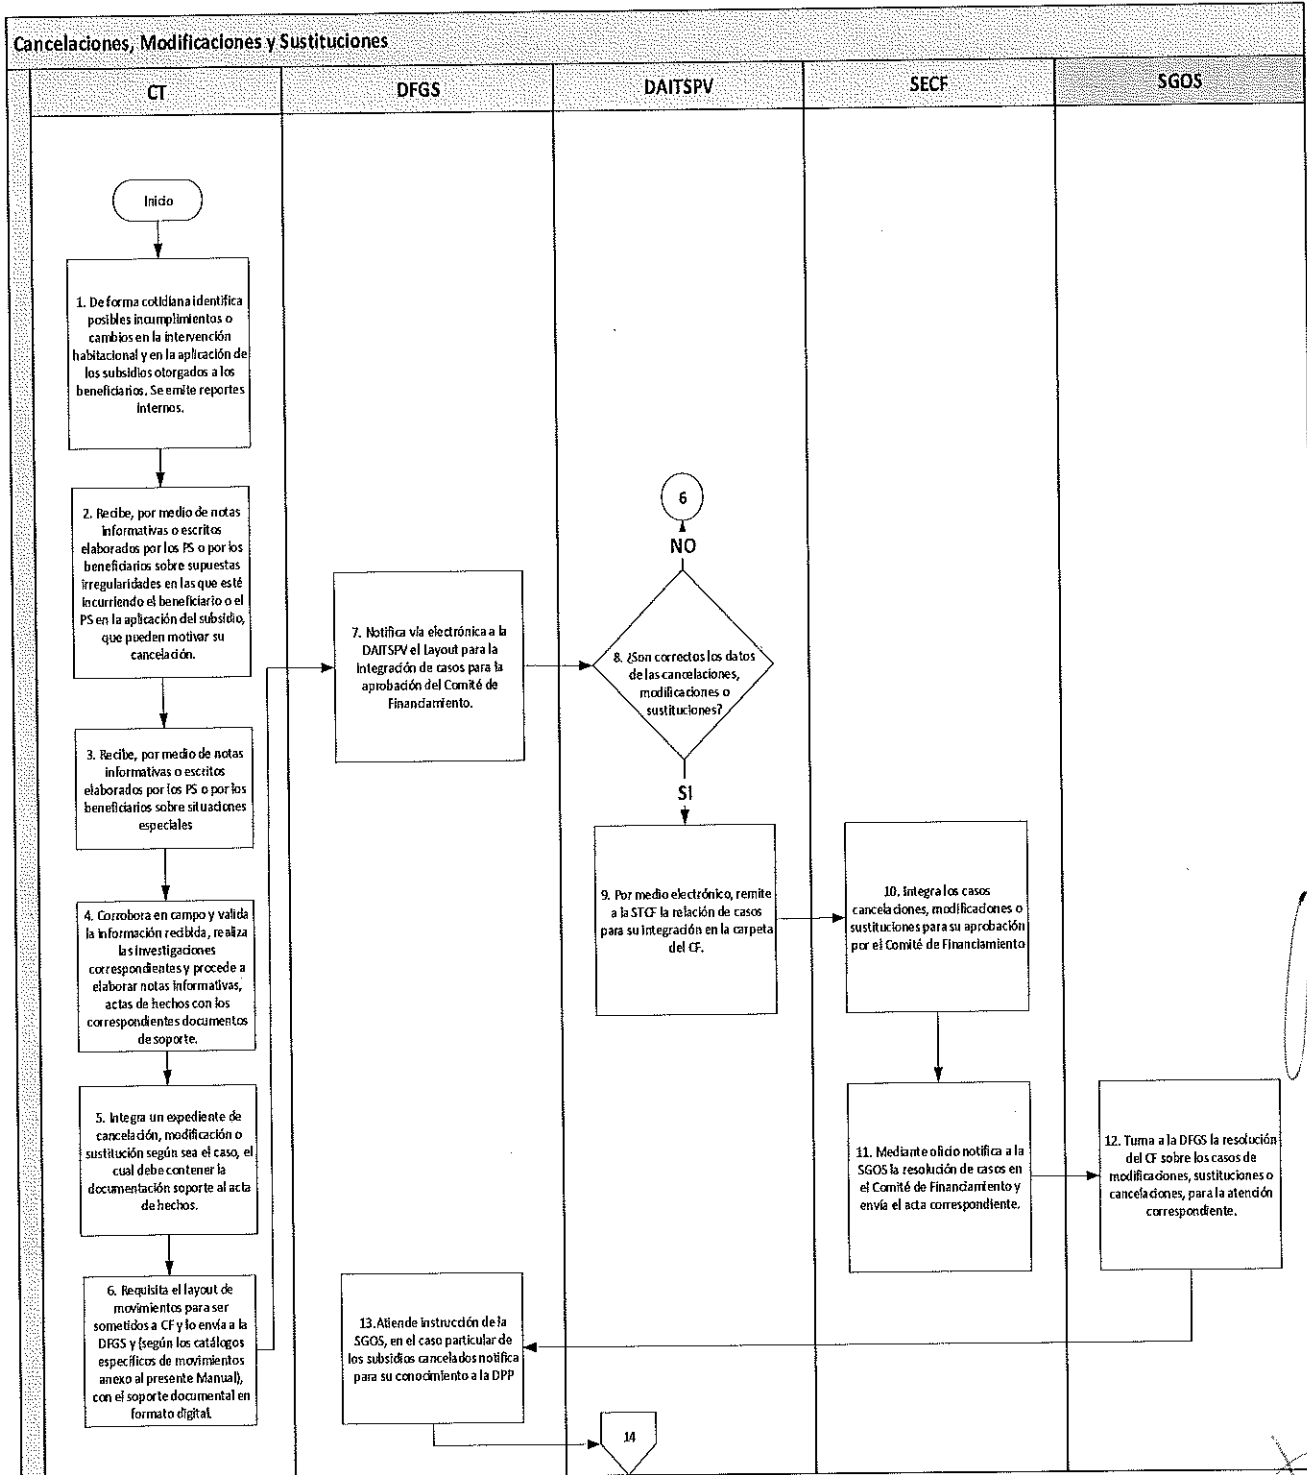 Cancelaciones, Modificaciones y Sustituciones
CT
DFGS
DAITSPV
SECF
SGOS
Inicio
1. De forma cotidiana identifica
posibles incumplimientos o
cambios en la intervención
habitacional y en la aplicación de
los subsidios otorgados a los
beneficiarios. Se emite reportes
internos.
2. Recibe, por medio de notas
informativas o escritos
elaborados por los PS o por los
beneficiarios sobre supuestas
irregularidades en las que esté
incurriendo el beneficiario o el
PS en la aplicación del subsidio,
que pueden motivar su
cancelación.
3. Recibe, por medio de notas
informativas o escritos
elaborados por los PS o por los
beneficiarios sobre situaciones
especiales
4. Corrobora en campo y valida
la información recibida, realiza
las investigaciones
correspondientes y procede a
elaborar notas informativas,
actas de hechos con los
correspondientes documentos
de soporte.
5. Integra un expediente de
cancelación, modificación o
sustitución según sea el caso, el
cual debe contener la
documentación soporte al acta
de hechos.
6. Requisita el layout de
movimientos para ser
sometidos a CF y lo envía a la
DFGS y (según los catálogos
específicos de movimientos
anexo al presente Manual),
con el soporte documental en
formato digital.
7. Notifica vía electrónica a la
DAITSPV el Layout para la
integración de casos para la
aprobación del Comité de
Financiamiento.
6
NO
8. ¿Son correctos los datos
de las cancelaciones,
modificaciones o
sustituciones?
SI
9. Por medio electrónico, remite
a la STCF la relación de casos
para su integración en la carpeta
del CF.
10. Integra los casos
cancelaciones, modificaciones o
sustituciones para su aprobación
por el Comité de Financiamiento
11. Mediante oficio notifica a la
SGOS la resolución de casos en
el Comité de Financiamiento y
envía el acta correspondiente.
12. Turna a la DFGS la resolución
del CF sobre los casos de
modificaciones, sustituciones o
cancelaciones, para la atención
correspondiente.
13.Atiende instrucción de la
SGOS, en el caso particular de
los subsidios cancelados notifica
para su conocimiento a la DPP
14